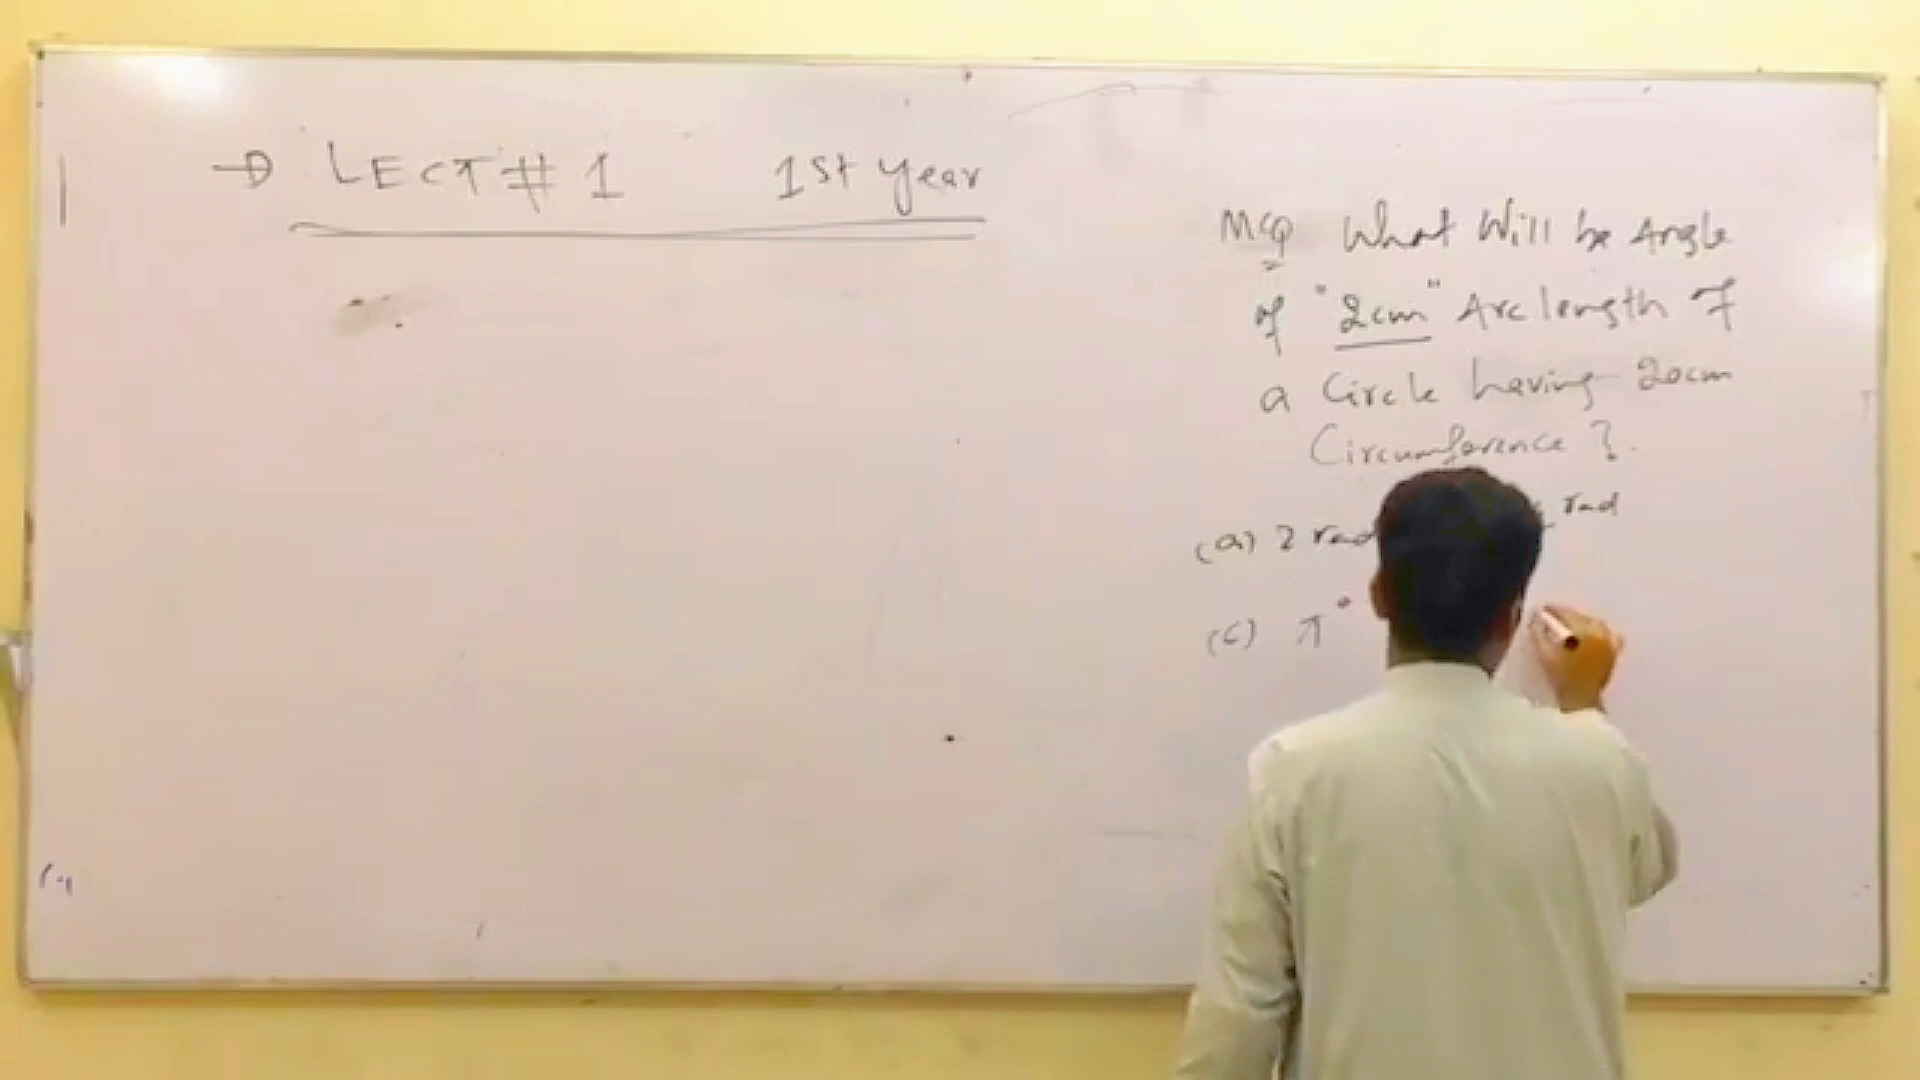 LECT # 1 1st year
MCQ What Will be Angle
of "2cm" Arc length of
a Circle having 20cm
Circumference ?
(a) 2 rad rad
(c) π°